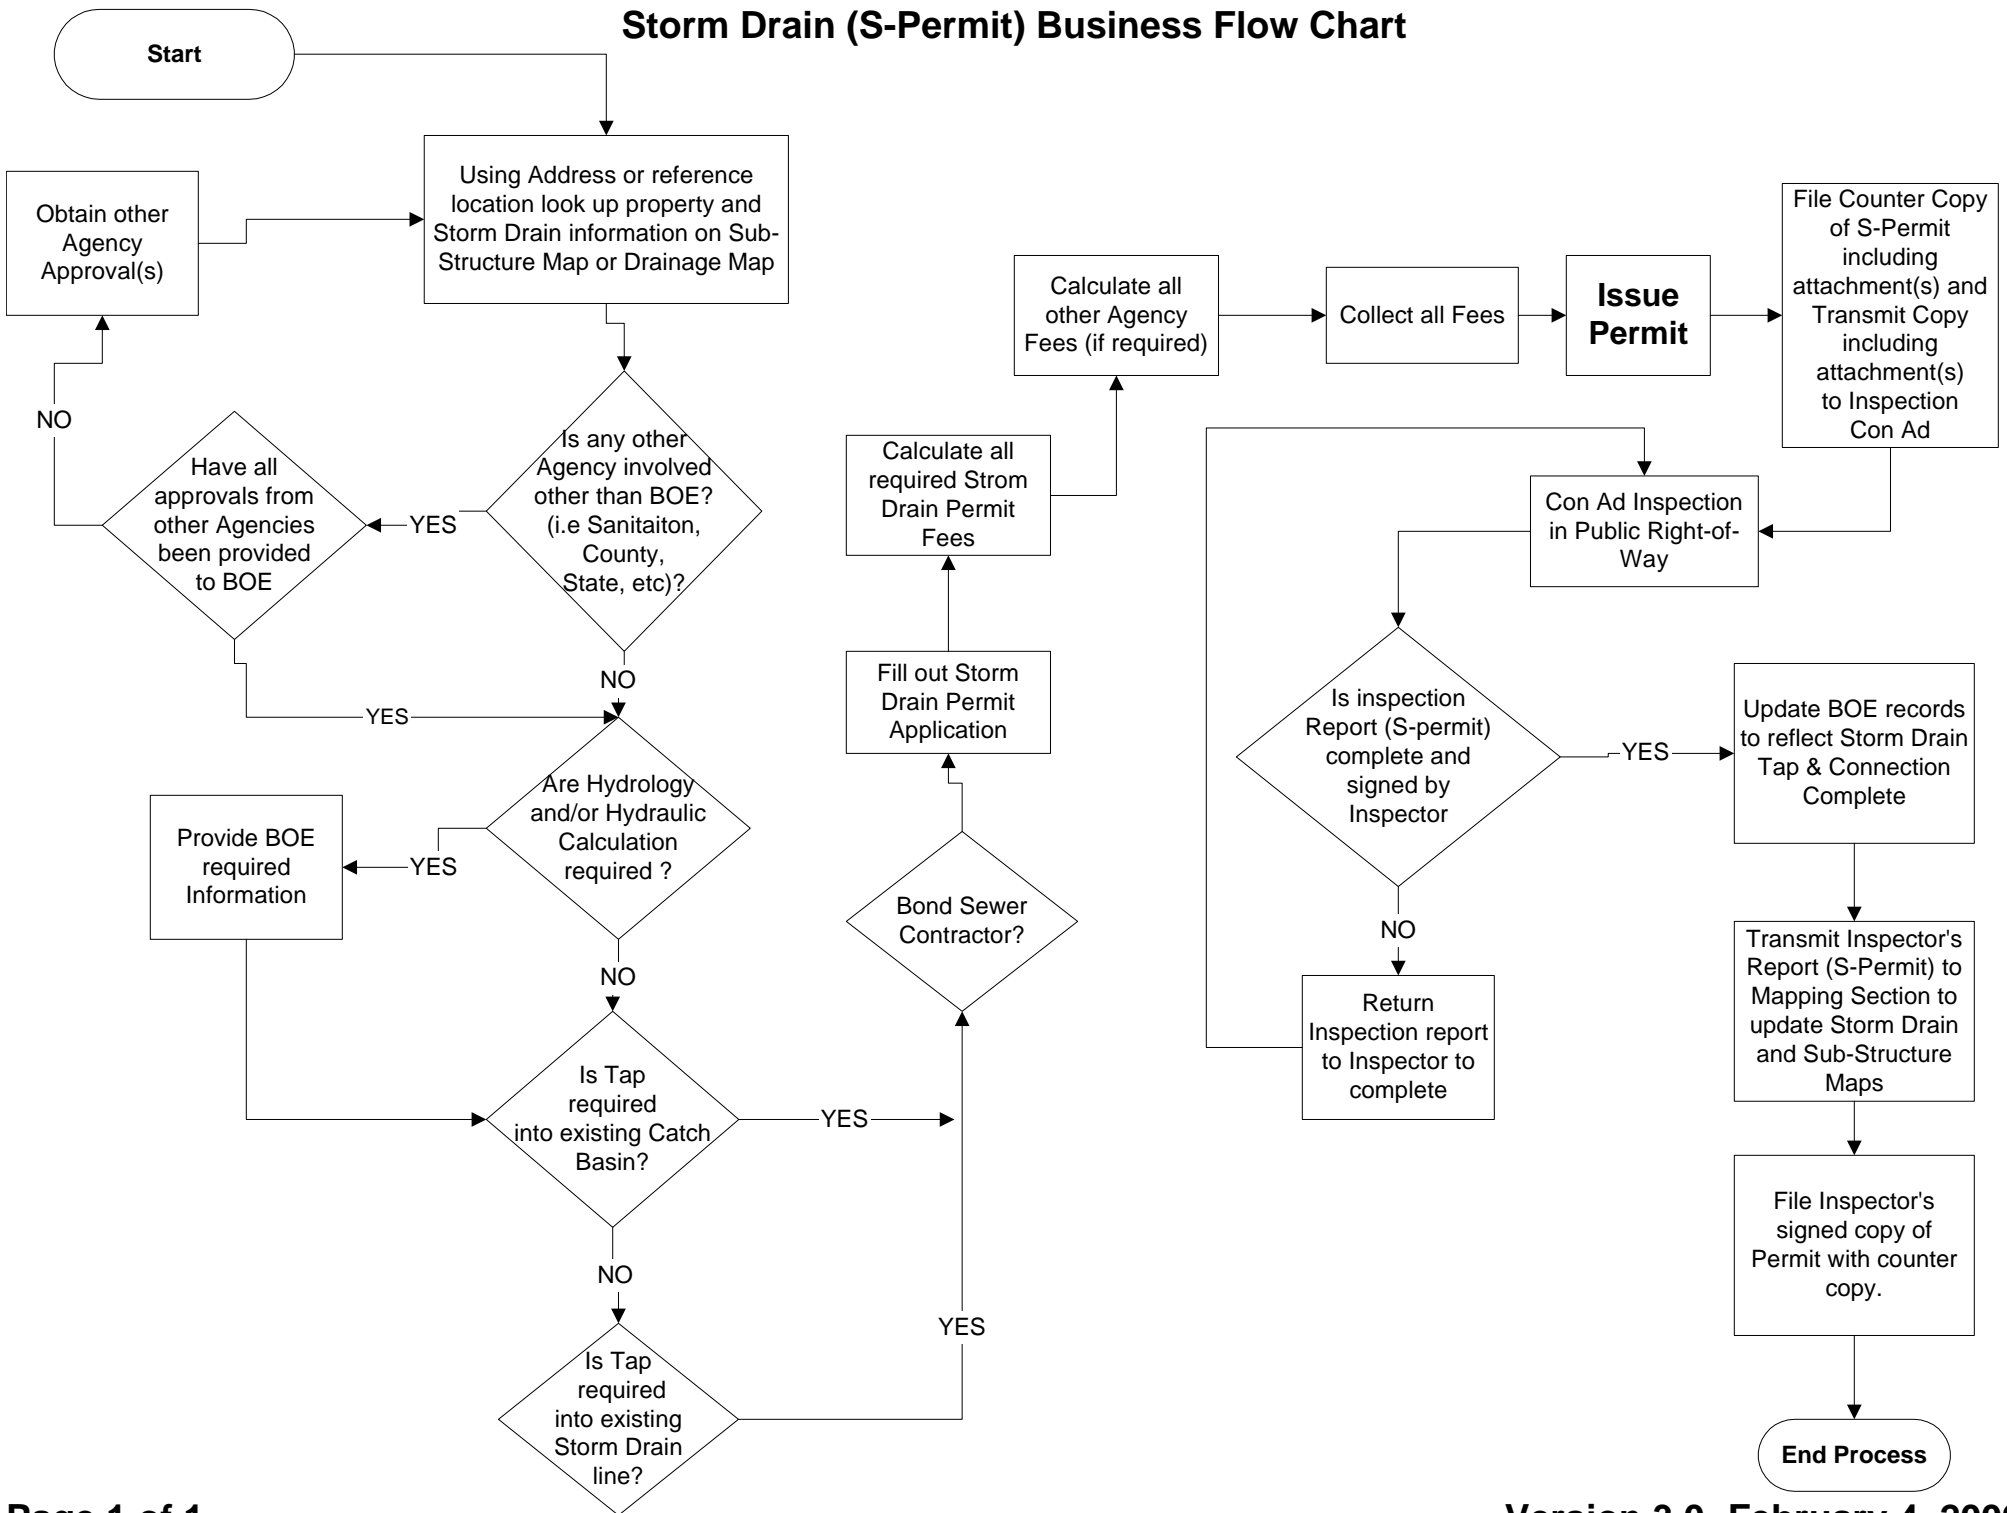 Storm Drain (S-Permit) Business Flow Chart
Start
Using Address or reference
location look up property and
Storm Drain information on Sub-
Structure Map or Drainage Map
Obtain other
Agency
Approval(s)
NO
Have all
approvals from
other Agencies
been provided
to BOE
YES
Is any other
Agency involved
other than BOE?
(i.e Sanitaiton,
County,
State, etc)?
NO
YES
Are Hydrology
and/or Hydraulic
Calculation
required ?
YES
Provide BOE
required
Information
NO
Is Tap
required
into existing Catch
Basin?
YES
NO
Is Tap
required
into existing
Storm Drain
line?
YES
Bond Sewer
Contractor?
Fill out Storm
Drain Permit
Application
Calculate all
required Strom
Drain Permit
Fees
Calculate all
other Agency
Fees (if required)
Collect all Fees
Issue
Permit
File Counter Copy
of S-Permit
including
attachment(s) and
Transmit Copy
including
attachment(s)
to Inspection
Con Ad
Con Ad Inspection
in Public Right-of-
Way
Is inspection
Report (S-permit)
complete and
signed by
Inspector
YES
NO
Return
Inspection report
to Inspector to
complete
Update BOE records
to reflect Storm Drain
Tap & Connection
Complete
Transmit Inspector's
Report (S-Permit) to
Mapping Section to
update Storm Drain
and Sub-Structure
Maps
File Inspector's
signed copy of
Permit with counter
copy.
End Process
Page 1 of 1
February 4,